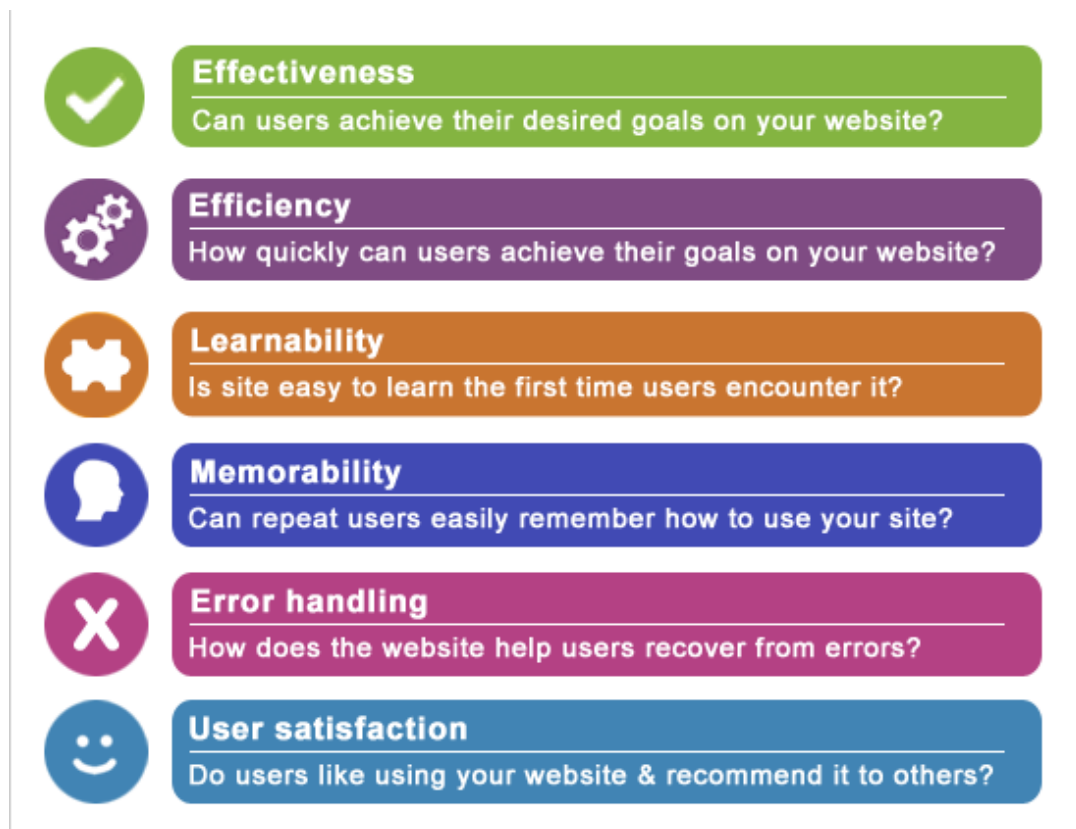 Effectiveness
Can users achieve their desired goals on your website?
Efficiency
How quickly can users achieve their goals on your website?
Learnability
Is site easy to learn the first time users encounter it?
Memorability
Can repeat users easily remember how to use your site?
Error handling
How does the website help users recover from errors?
User satisfaction
Do users like using your website & recommend it to others?